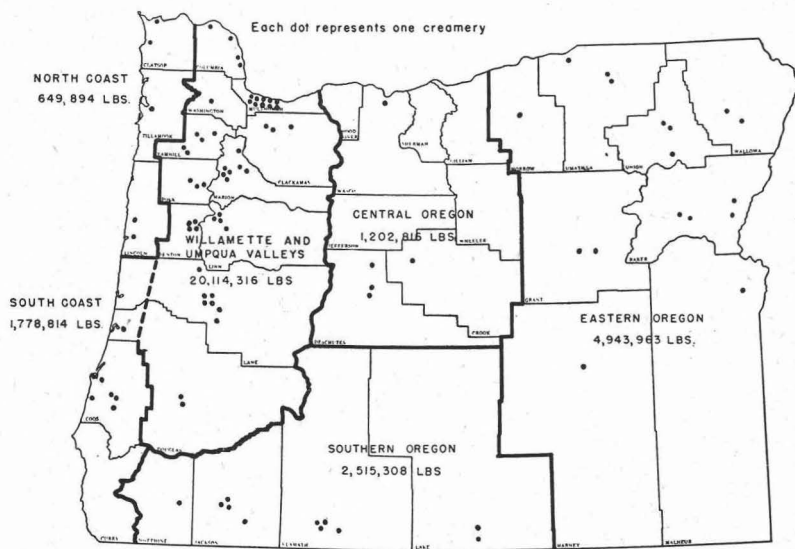 Each dot represents one creamery
CLATSOP
COLUMBIA
NORTH COAST
649,894 LBS.
WASHINGTON
MULTNOMAH
HOOD
RIVER
SHERMAN
TILLAMOOK
YAMHILL
GILLIAM
MORROW
UMATILLA
UNION
WALLOWA
CLACKAMAS
WASCO
POLK
MARION
CENTRAL OREGON
1,202,815 LBS.
WILLAMETTE AND
UMPQUA VALLEYS
20,114,316 LBS
LINCOLN
BENTON
LINN
JEFFERSON
WHEELER
BAKER
GRANT
SOUTH COAST
1,778,814 LBS.
EASTERN OREGON
4,943,963 LBS.
CROOK
DESCHUTES
LANE
COOS
DOUGLAS
SOUTHERN OREGON
2,515,308 LBS
CURRY
JOSEPHINE
JACKSON
KLAMATH
LAKE
HARNEY
MALHEUR